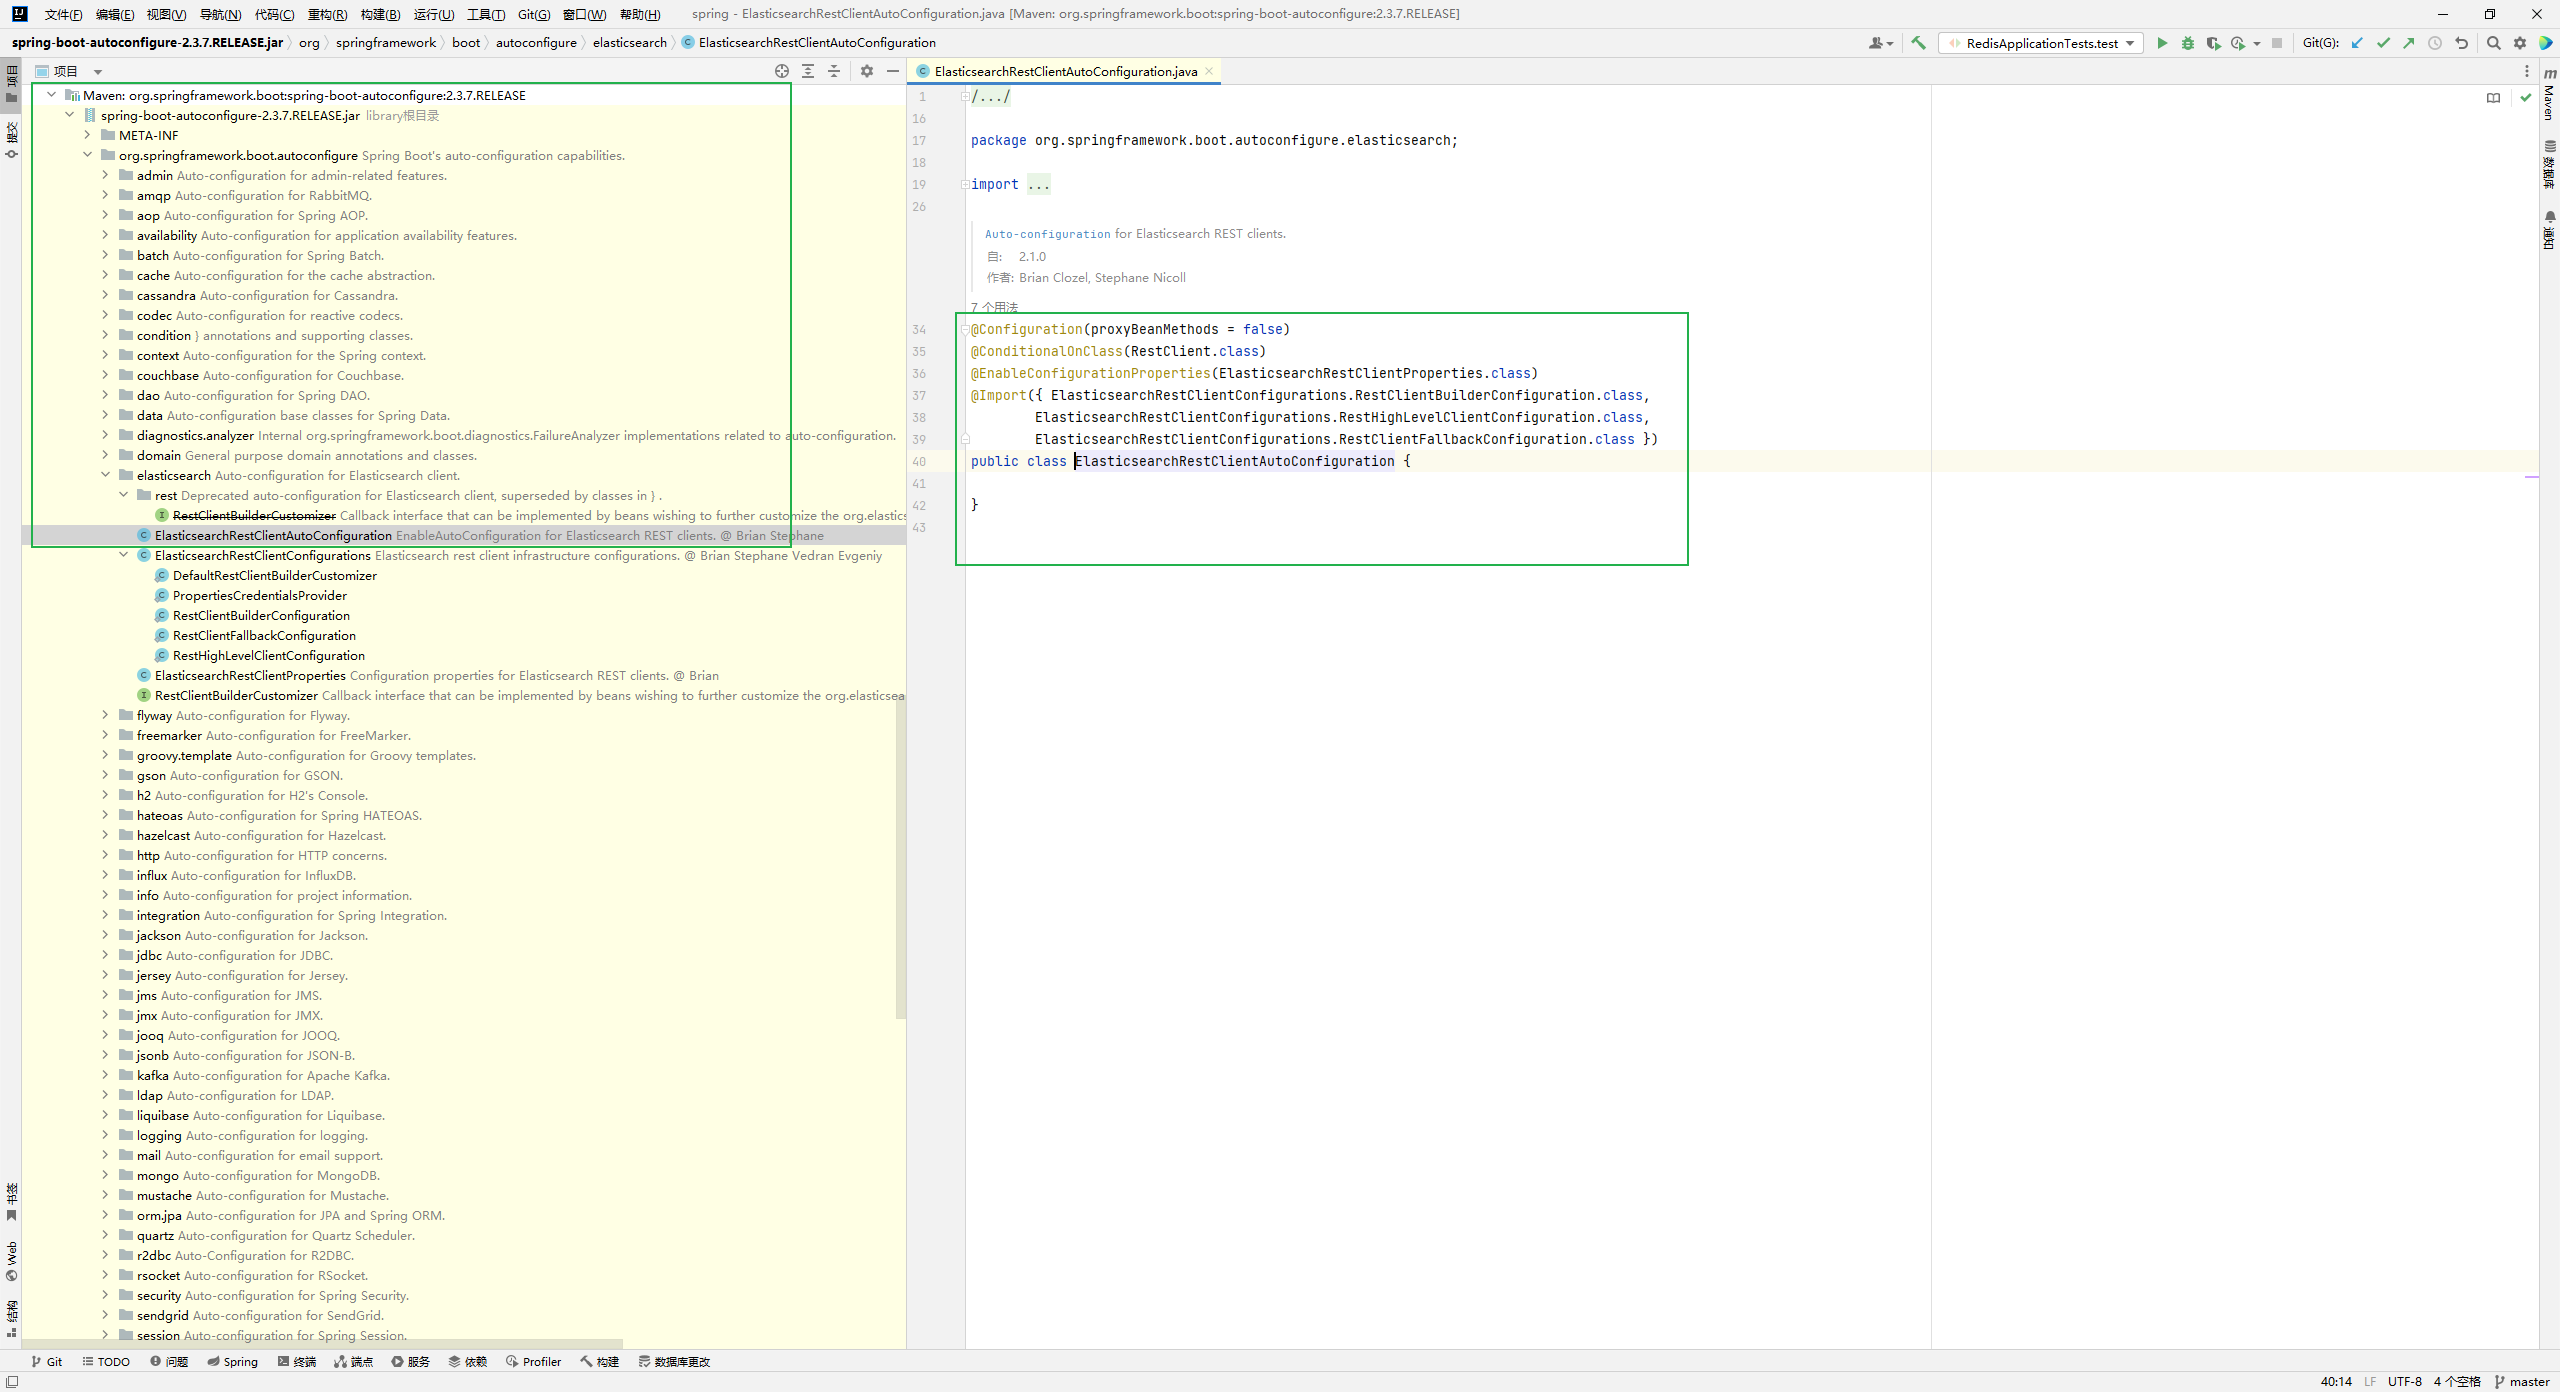 文件(F) 编辑(E) 视图(V) 导航(N) 代码(C) 重构(R) 构建(B) 运行(U) 工具(T) Git(G) 窗口(W) 帮助(H) spring - ElasticsearchRestClientAutoConfiguration.java [Maven: org.springframework.boot:spring-boot-autoconfigure:2.3.7.RELEASE]
spring-boot-autoconfigure-2.3.7.RELEASE.jar org springframework boot autoconfigure elasticsearch ElasticsearchRestClientAutoConfiguration RedisApplicationTests.test Git(G):
项目
ElasticsearchRestClientAutoConfiguration.java
项目
提交
书签
Web
结构
Maven: org.springframework.boot:spring-boot-autoconfigure:2.3.7.RELEASE
spring-boot-autoconfigure-2.3.7.RELEASE.jar library根目录
META-INF
org.springframework.boot.autoconfigure Spring Boot's auto-configuration capabilities.
admin Auto-configuration for admin-related features.
amqp Auto-configuration for RabbitMQ.
aop Auto-configuration for Spring AOP.
availability Auto-configuration for application availability features.
batch Auto-configuration for Spring Batch.
cache Auto-configuration for the cache abstraction.
cassandra Auto-configuration for Cassandra.
codec Auto-configuration for reactive codecs.
condition } annotations and supporting classes.
context Auto-configuration for the Spring context.
couchbase Auto-configuration for Couchbase.
dao Auto-configuration for Spring DAO.
data Auto-configuration base classes for Spring Data.
diagnostics.analyzer Internal org.springframework.boot.diagnostics.FailureAnalyzer implementations related to auto-configuration.
domain General purpose domain annotations and classes.
elasticsearch Auto-configuration for Elasticsearch client.
rest Deprecated auto-configuration for Elasticsearch client, superseded by classes in } .
RestClientBuilderCustomizer Callback interface that can be implemented by beans wishing to further customize the org.elastics
ElasticsearchRestClientAutoConfiguration EnableAutoConfiguration for Elasticsearch REST clients. @ Brian Stephane
ElasticsearchRestClientConfigurations Elasticsearch rest client infrastructure configurations. @ Brian Stephane Vedran Evgeniy
DefaultRestClientBuilderCustomizer
PropertiesCredentialsProvider
RestClientBuilderConfiguration
RestClientFallbackConfiguration
RestHighLevelClientConfiguration
ElasticsearchRestClientProperties Configuration properties for Elasticsearch REST clients. @ Brian
RestClientBuilderCustomizer Callback interface that can be implemented by beans wishing to further customize the org.elasticsea
flyway Auto-configuration for Flyway.
freemarker Auto-configuration for FreeMarker.
groovy.template Auto-configuration for Groovy templates.
gson Auto-configuration for GSON.
h2 Auto-configuration for H2's Console.
hateoas Auto-configuration for Spring HATEOAS.
hazelcast Auto-configuration for Hazelcast.
http Auto-configuration for HTTP concerns.
influx Auto-configuration for InfluxDB.
info Auto-configuration for project information.
integration Auto-configuration for Spring Integration.
jackson Auto-configuration for Jackson.
jdbc Auto-configuration for JDBC.
jersey Auto-configuration for Jersey.
jms Auto-configuration for JMS.
jmx Auto-configuration for JMX.
jooq Auto-configuration for JOOQ.
jsonb Auto-configuration for JSON-B.
kafka Auto-configuration for Apache Kafka.
ldap Auto-configuration for LDAP.
liquibase Auto-configuration for Liquibase.
logging Auto-configuration for logging.
mail Auto-configuration for email support.
mongo Auto-configuration for MongoDB.
mustache Auto-configuration for Mustache.
orm.jpa Auto-configuration for JPA and Spring ORM.
quartz Auto-configuration for Quartz Scheduler.
r2dbc Auto-Configuration for R2DBC.
rsocket Auto-configuration for RSocket.
security Auto-configuration for Spring Security.
sendgrid Auto-configuration for SendGrid.
session Auto-configuration for Spring Session.
1 /.../
16
17 package org.springframework.boot.autoconfigure.elasticsearch;
18
19 import ...
26
Auto-configuration for Elasticsearch REST clients.
自: 2.1.0
作者: Brian Clozel, Stephane Nicoll
7 个用法
34 @Configuration(proxyBeanMethods = false)
35 @ConditionalOnClass(RestClient.class)
36 @EnableConfigurationProperties(ElasticsearchRestClientProperties.class)
37 @Import({ ElasticsearchRestClientConfigurations.RestClientBuilderConfiguration.class,
38 ElasticsearchRestClientConfigurations.RestHighLevelClientConfiguration.class,
39 ElasticsearchRestClientConfigurations.RestClientFallbackConfiguration.class })
40 public class ElasticsearchRestClientAutoConfiguration {
41
42 }
43
Maven
数据库
通知
Git TODO 问题 Spring 终端 端点 服务 依赖 Profiler 构建 数据库更改
40:14 LF UTF-8 4 个空格 master